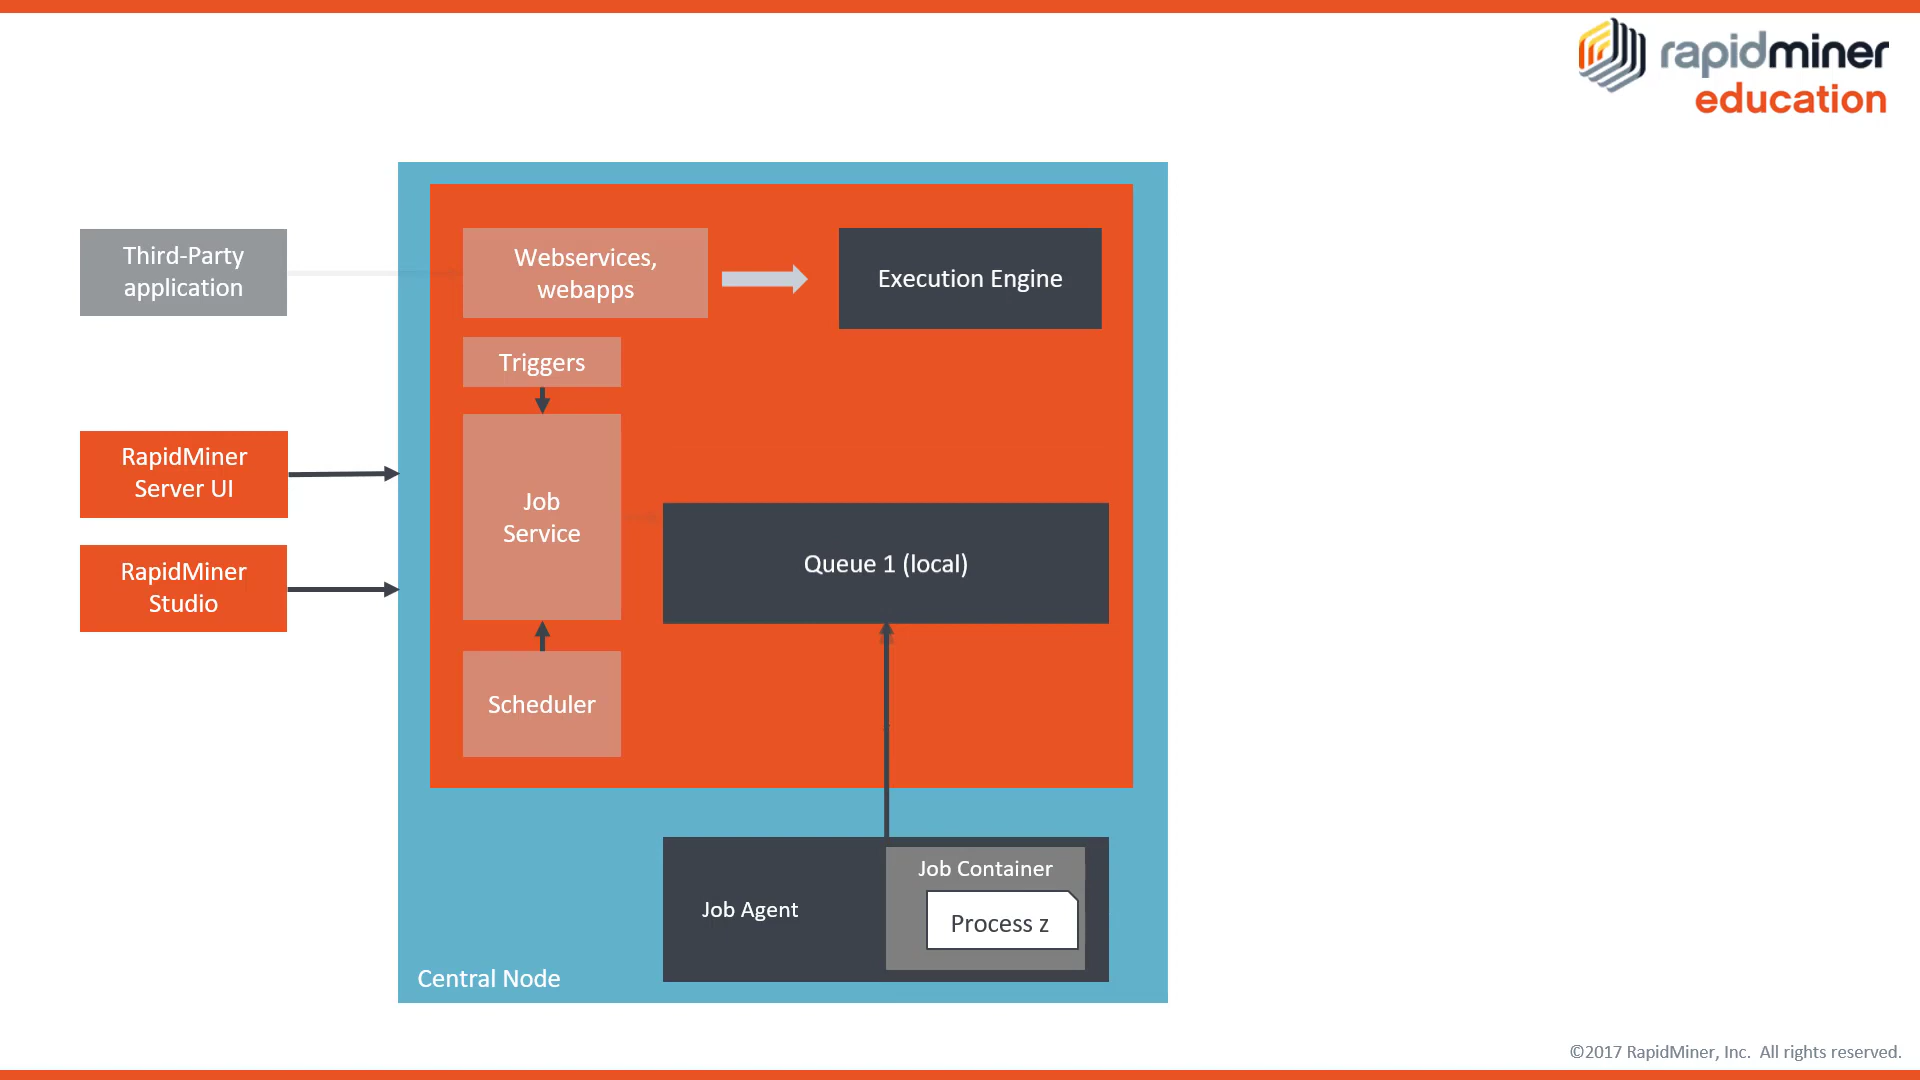 rapidminer
education
Third-Party
application
Webservices,
webapps
Execution Engine
Triggers
RapidMiner
Server UI
Job
Service
Queue 1 (local)
RapidMiner
Studio
Scheduler
Job Container
Job Agent
Process z
Central Node
©2017 RapidMiner, Inc.  All rights reserved.